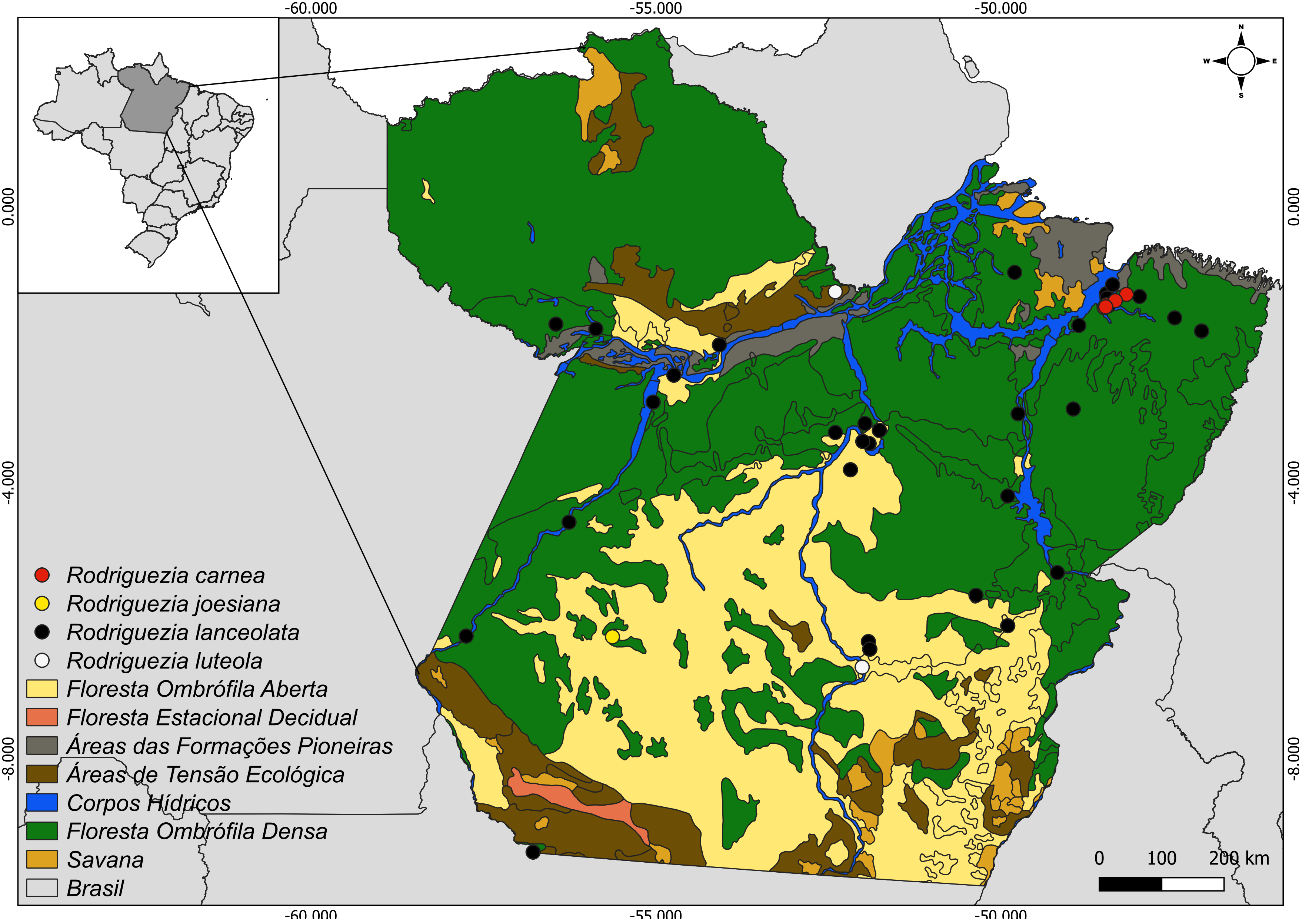 -60.000 -55.000 -50.000
N
W E
S
0.000 0.000
-4.000 -4.000
Rodriguezia carnea
Rodriguezia joesiana
Rodriguezia lanceolata
Rodriguezia luteola
Floresta Ombrófila Aberta
Floresta Estacional Decidual
Áreas das Formações Pioneiras
-8.000 -8.000
Áreas de Tensão Ecológica
Corpos Hídricos
Floresta Ombrófila Densa
Savana
Brasil
0 100 200 km
-60.000 -55.000 -50.000